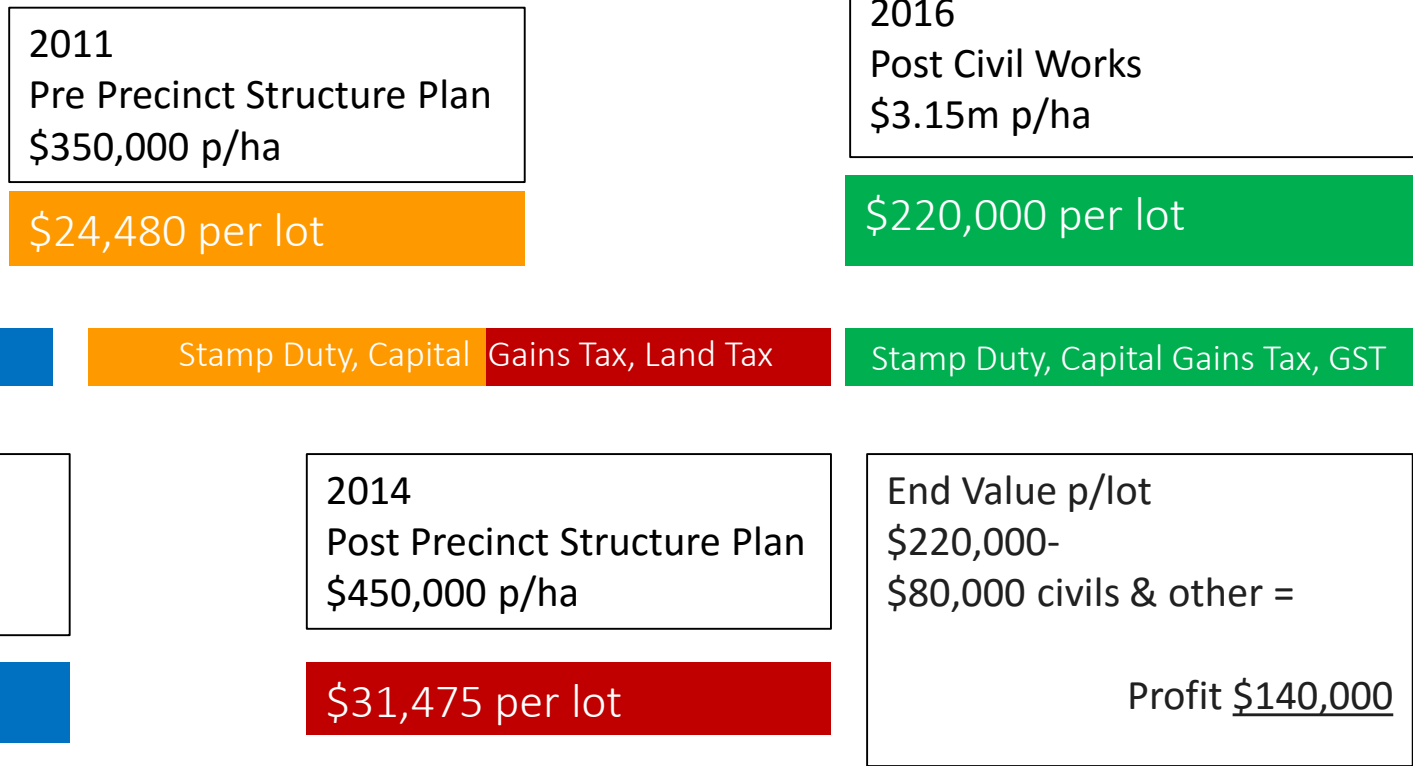 2011
Pre Precinct Structure Plan
$350,000 p/ha
$24,480 per lot
2016
Post Civil Works
$3.15m p/ha
$220,000 per lot
Stamp Duty, Capital Gains Tax, Land Tax
Stamp Duty, Capital Gains Tax, GST
2014
Post Precinct Structure Plan
$450,000 p/ha
$31,475 per lot
End Value p/lot
$220,000-
$80,000 civils & other =
Profit $140,000